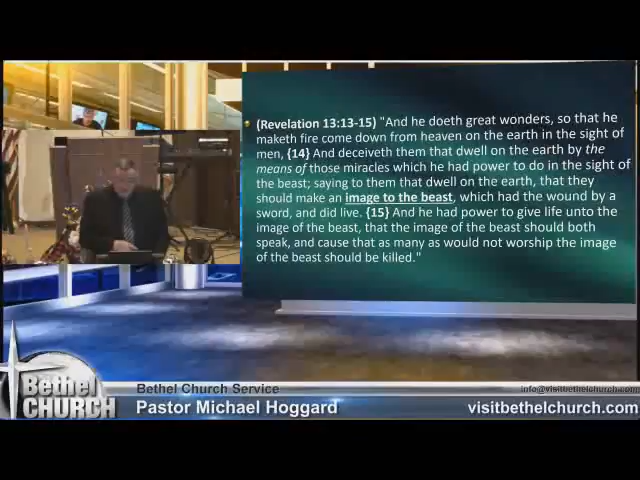 (Revelation 13:13-15) "And he doeth great wonders, so that he
maketh fire come down from heaven on the earth in the sight of
men, {14} And deceiveth them that dwell on the earth by the
means of those miracles which he had power to do in the sight of
the beast; saying to them that dwell on the earth, that they
should make an image to the beast, which had the wound by a
sword, and did live. {15} And he had power to give life unto the
image of the beast, that the image of the beast should both
speak, and cause that as many as would not worship the image
of the beast should be killed."
Bethel
CHURCH
Bethel Church Service
info@visitbethelchurch.com
Pastor Michael Hoggard
visitbethelchurch.com